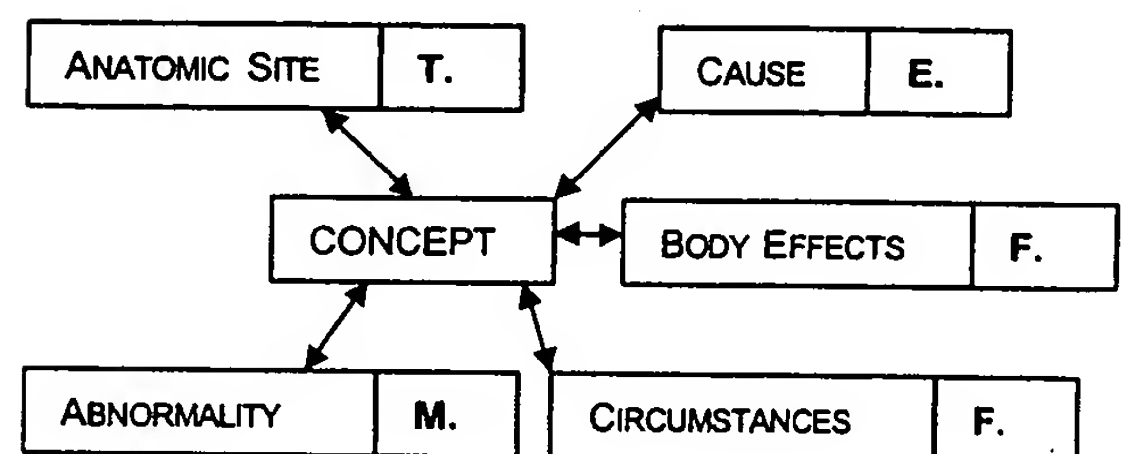 ANATOMIC SITE T.
CAUSE E.
CONCEPT
BODY EFFECTS F.
ABNORMALITY M.
CIRCUMSTANCES F.